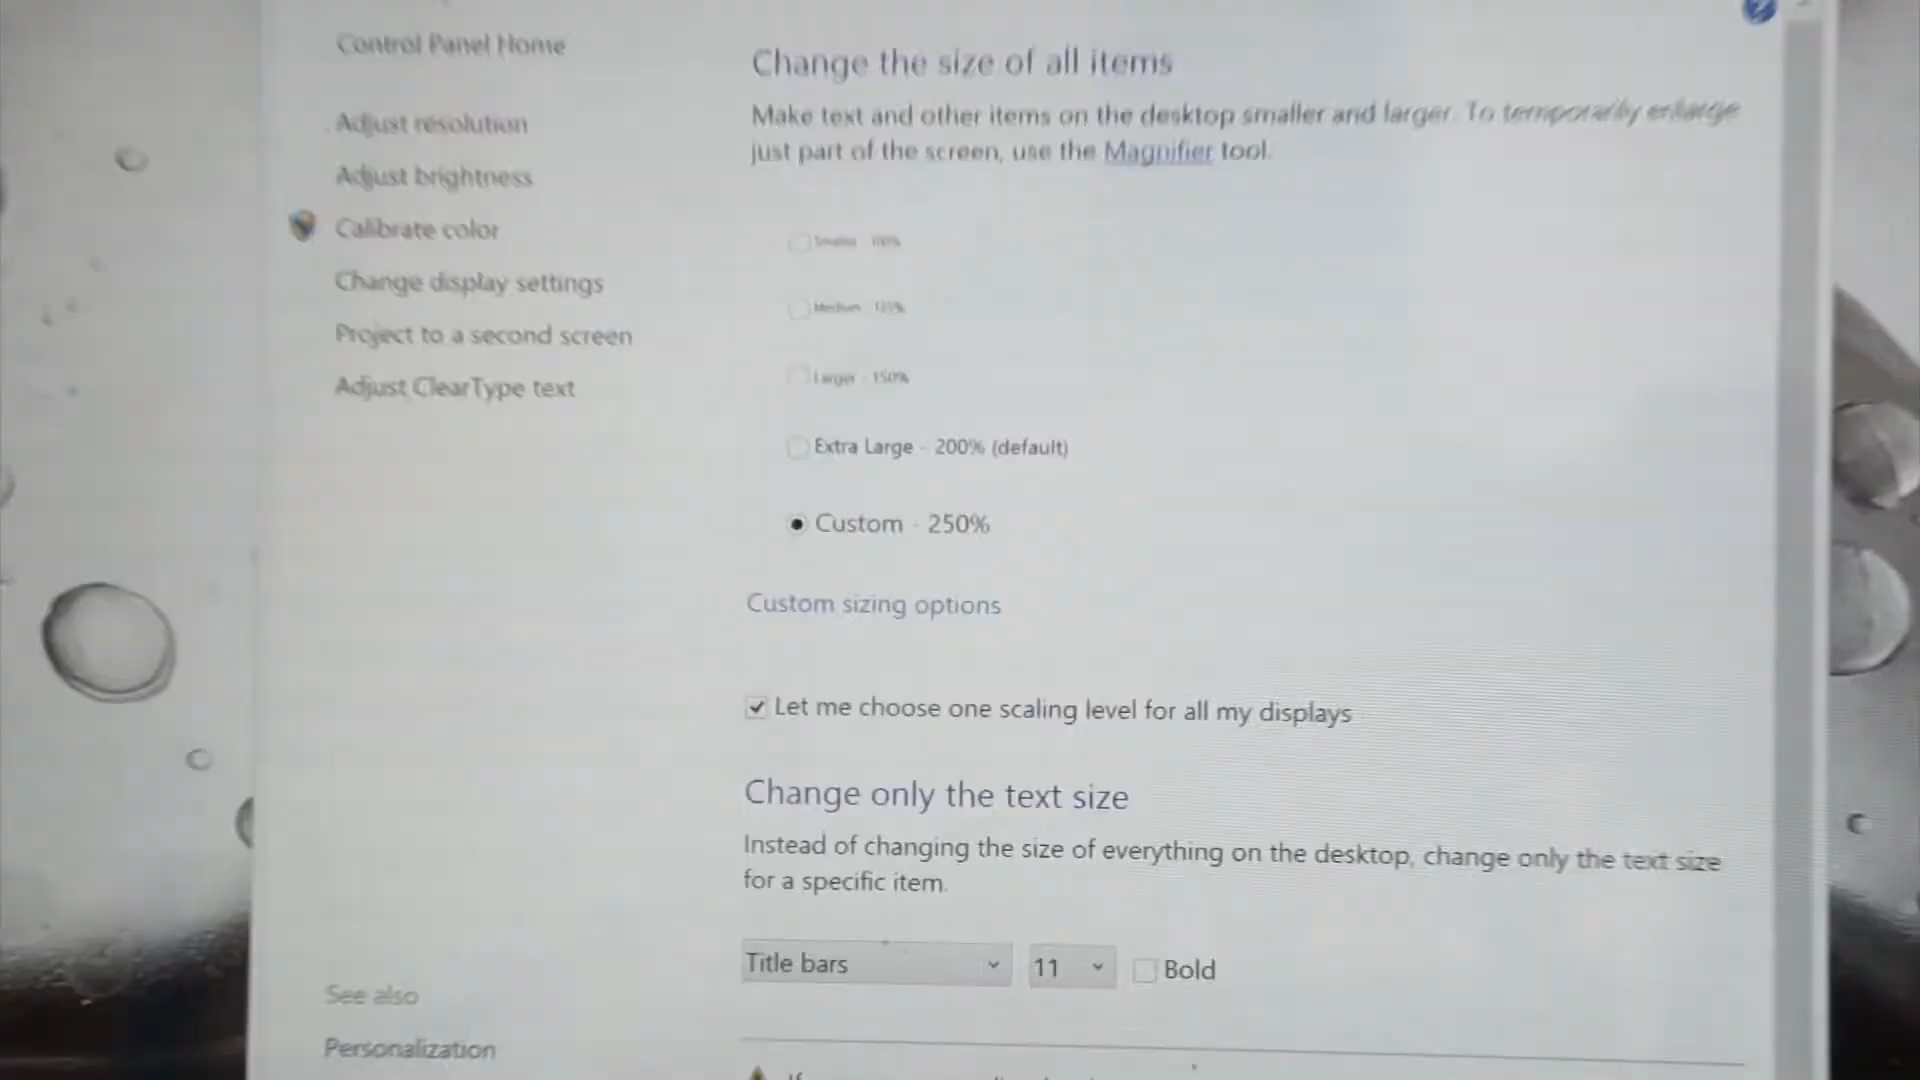 Control Panel Home
Adjust resolution
Adjust brightness
Calibrate color
Change display settings
Project to a second screen
Adjust ClearType text
See also
Personalization
Change the size of all items
Make text and other items on the desktop smaller and larger. To temporarily enlarge
just part of the screen, use the Magnifier tool.
Smaller - 100%
Medium - 125%
Larger - 150%
Extra Large - 200% (default)
Custom - 250%
Custom sizing options
Let me choose one scaling level for all my displays
Change only the text size
Instead of changing the size of everything on the desktop, change only the text size
for a specific item.
Title bars 11 Bold